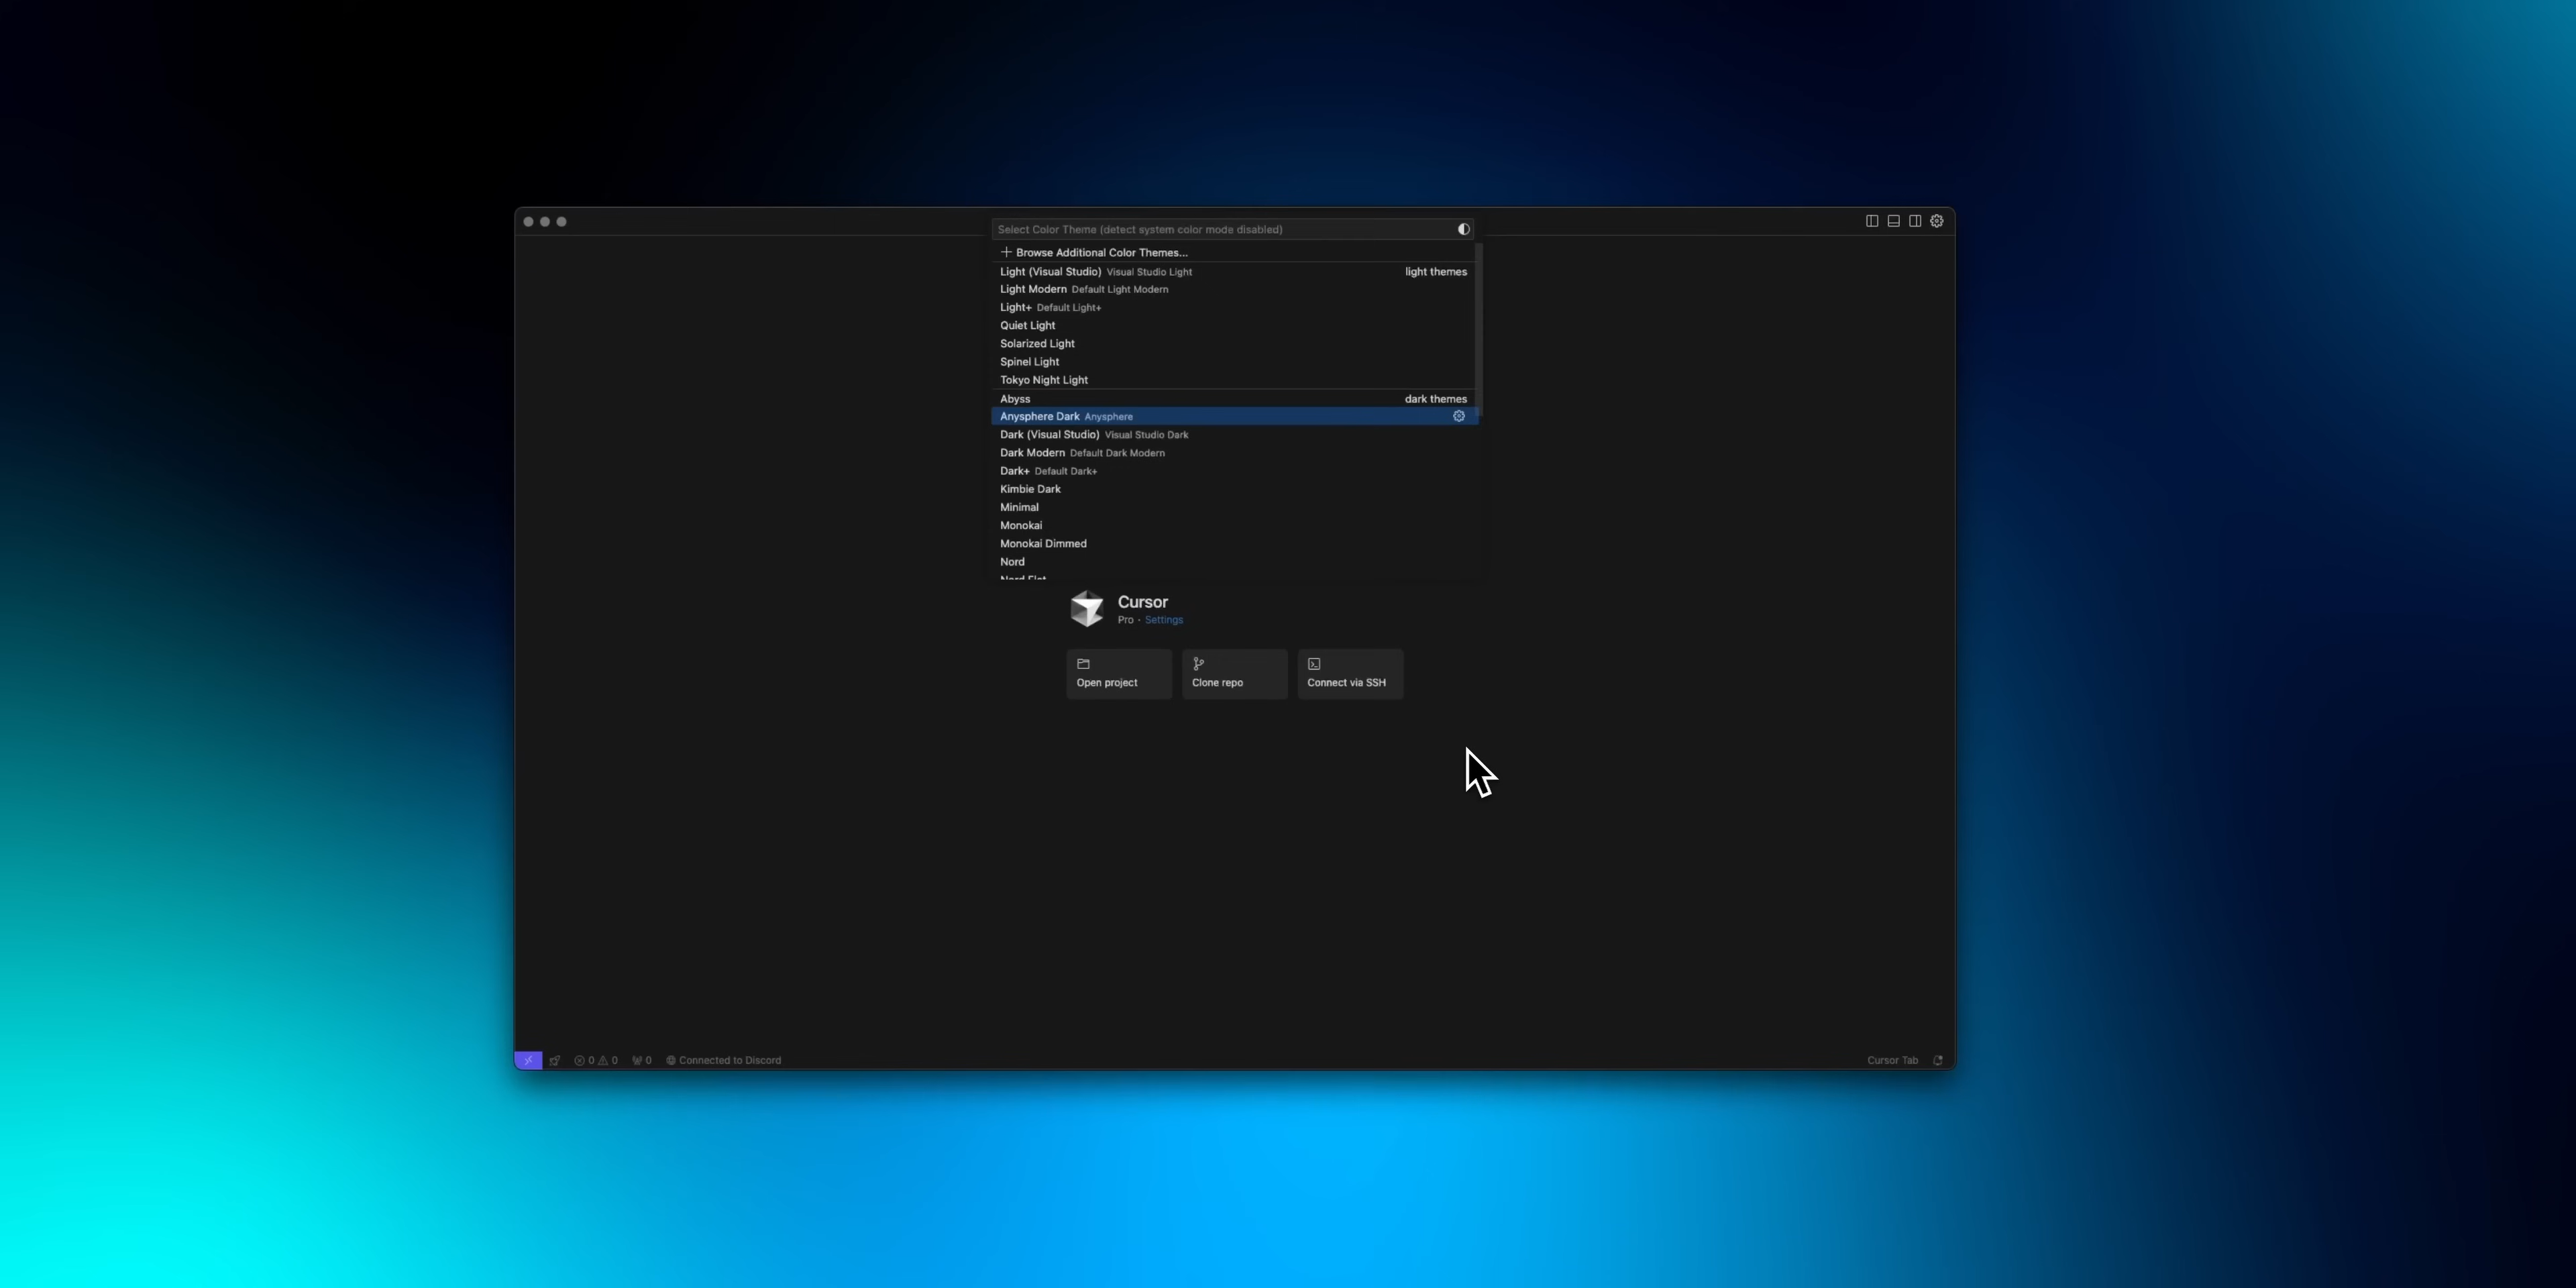 Select Color Theme (detect system color mode disabled)
Browse Additional Color Themes...
Light (Visual Studio) Visual Studio Light light themes
Light Modern Default Light Modern
Light+ Default Light+
Quiet Light
Solarized Light
Spinel Light
Tokyo Night Light
Abyss dark themes
Anysphere Dark Anysphere
Dark (Visual Studio) Visual Studio Dark
Dark Modern Default Dark Modern
Dark+ Default Dark+
Kimbie Dark
Minimal
Monokai
Monokai Dimmed
Nord
Cursor
Pro · Settings
Open project Clone repo Connect via SSH
0 0 0 Connected to Discord Cursor Tab